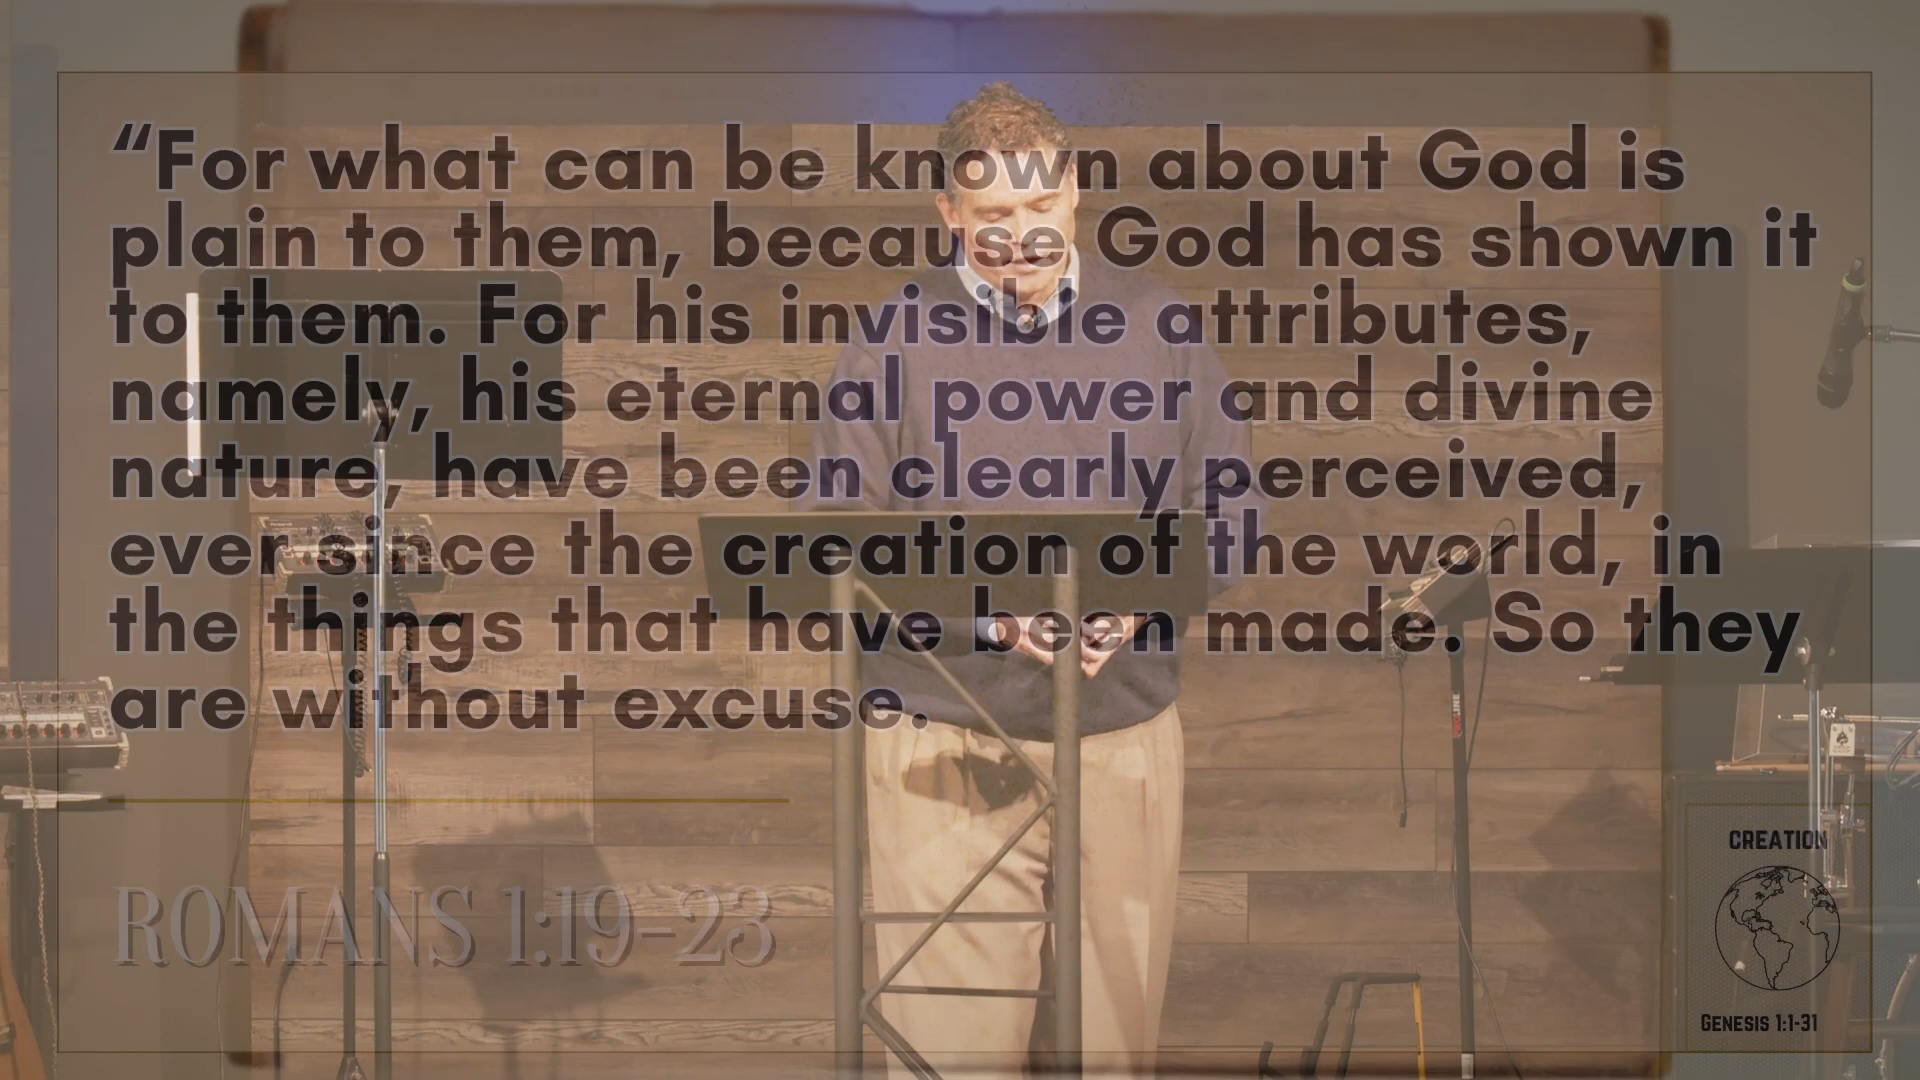 “For what can be known about God is
plain to them, because God has shown it
to them. For his invisible attributes,
namely, his eternal power and divine
nature, have been clearly perceived,
ever since the creation of the world, in
the things that have been made. So they
are without excuse.
ROMANS 1:19-23
CREATION
GENESIS 1:1-31